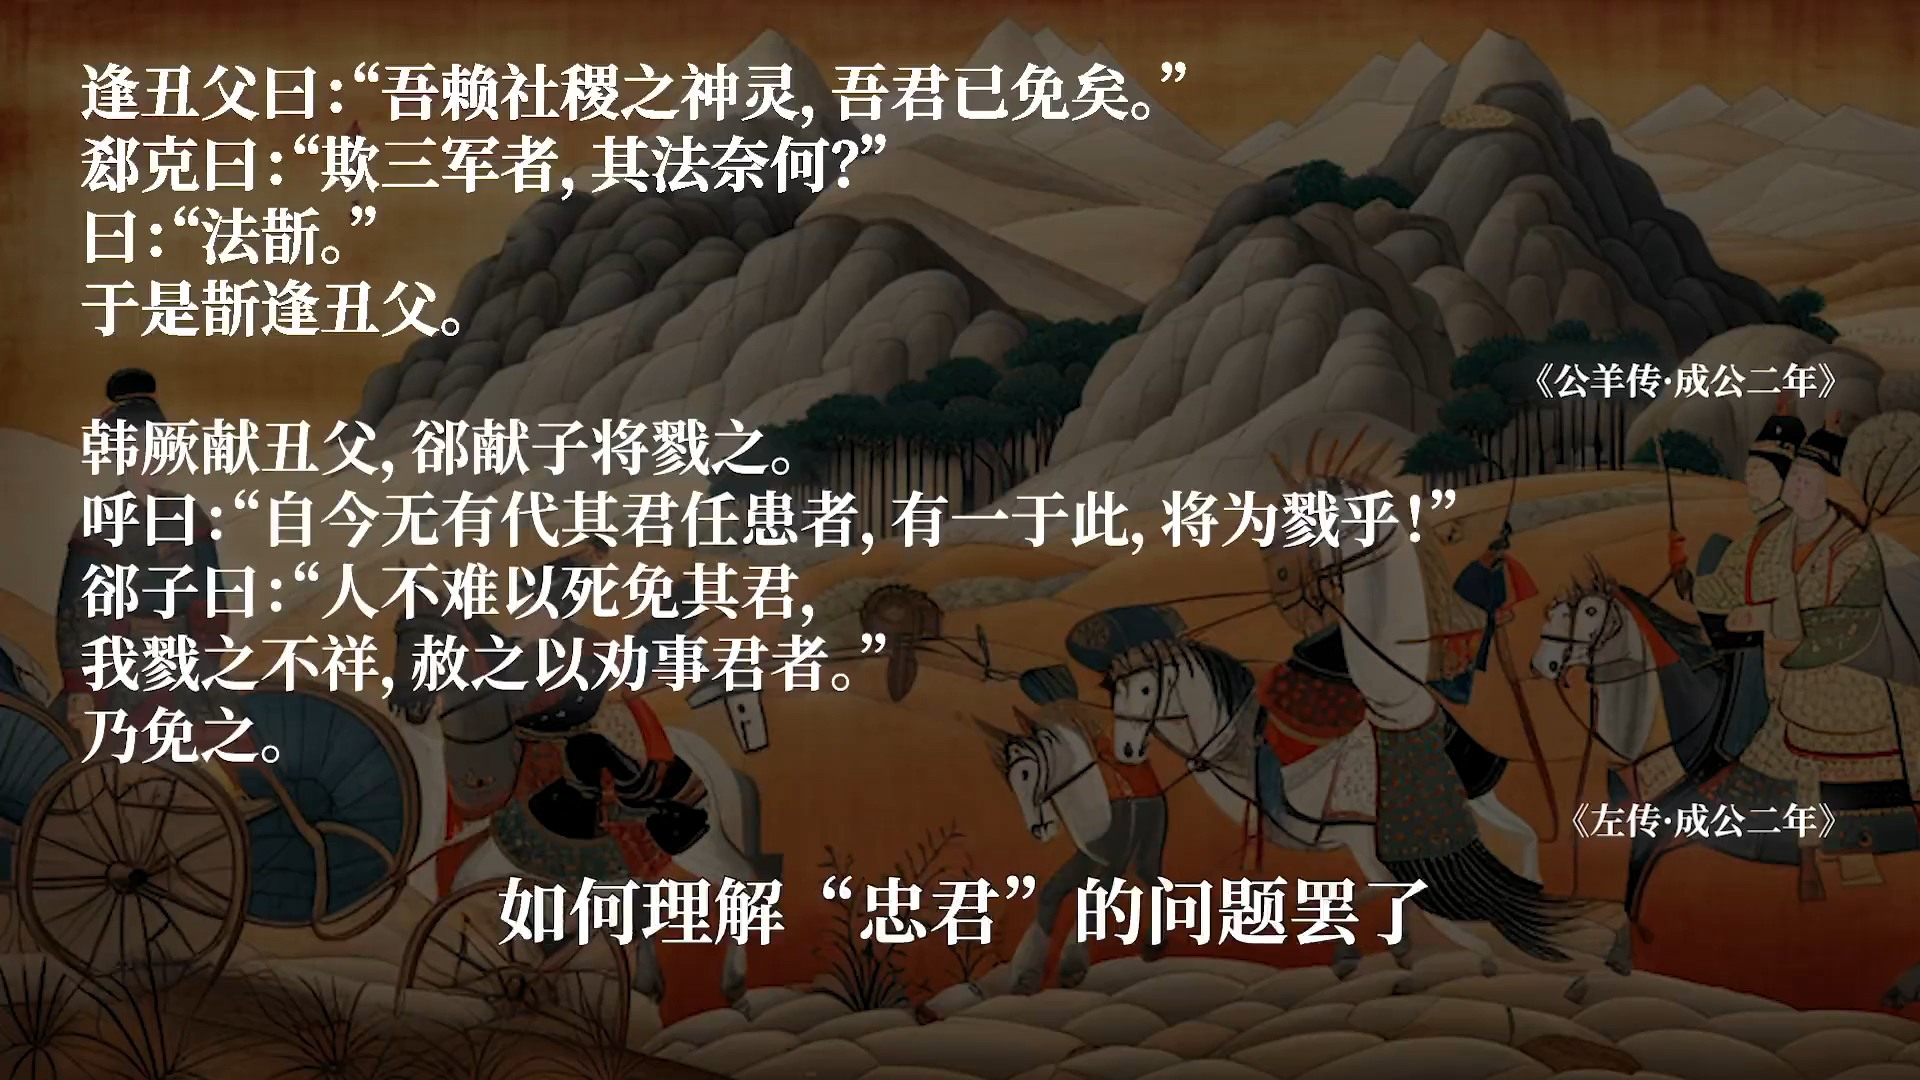 逢丑父曰：“吾赖社稷之神灵，吾君已免矣。”
郄克曰：“欺三军者，其法奈何？”
曰：“法斮。”
于是斮逢丑父。
《公羊传·成公二年》
韩厥献丑父，郤献子将戮之。
呼曰：“自今无有代其君任患者，有一于此，将为戮乎！”
郤子曰：“人不难以死免其君，
我戮之不祥，赦之以劝事君者。”
乃免之。
《左传·成公二年》
如何理解“忠君”的问题罢了